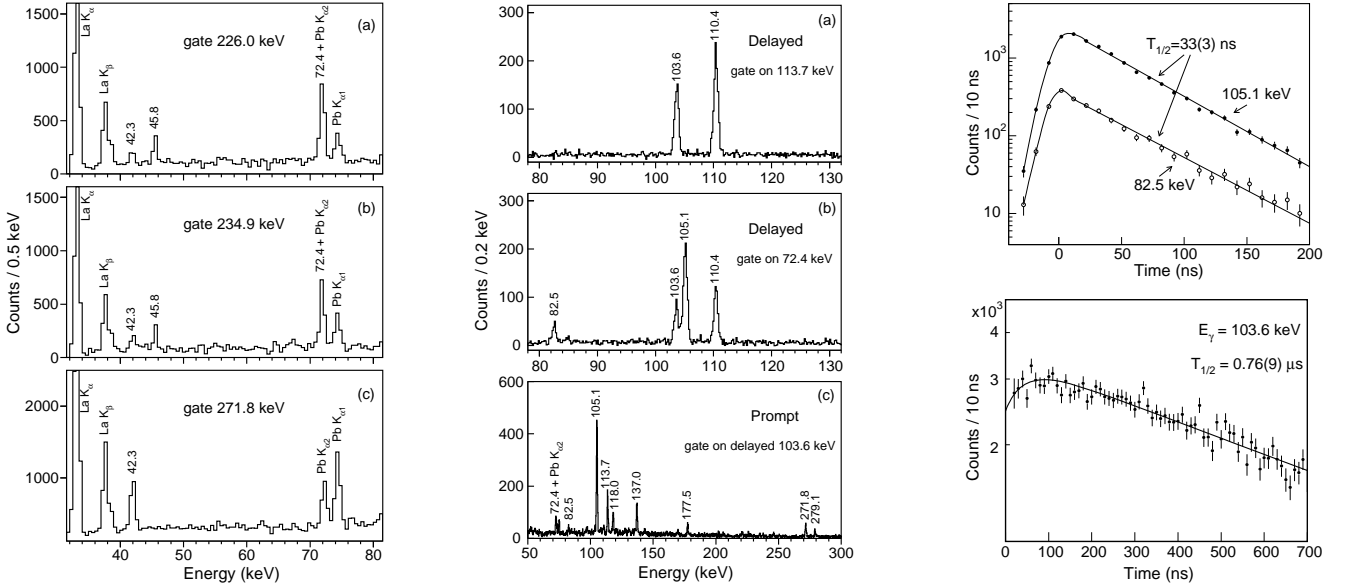 1500
1000
500
0
(a)
gate 226.0 keV
La Kα
La Kβ
42.3
45.8
72.4 + Pb Kα2
Pb Kα1
1500
1000
500
0
(b)
gate 234.9 keV
La Kα
La Kβ
42.3
45.8
72.4 + Pb Kα2
Pb Kα1
2000
1000
(c)
gate 271.8 keV
La Kα
La Kβ
42.3
Pb Kα2
Pb Kα1
40 50 60 70 80
Energy (keV)
Counts / 0.5 keV
300
200
100
0
(a)
Delayed
gate on 113.7 keV
103.6
110.4
80 90 100 110 120 130
300
200
100
0
(b)
Delayed
gate on 72.4 keV
82.5
103.6
105.1
110.4
80 90 100 110 120 130
600
400
200
0
(c)
Prompt
gate on delayed 103.6 keV
72.4 + Pb Kα2
82.5
105.1
113.7
118.0
137.0
177.5
271.8
279.1
50 100 150 200 250 300
Energy (keV)
Counts / 0.2 keV
10³
10²
10
T1/2=33(3) ns
105.1 keV
82.5 keV
0 50 100 150 200
Time (ns)
Counts / 10 ns
x10³
4
3
2
Eγ = 103.6 keV
T1/2 = 0.76(9) μs
0 100 200 300 400 500 600 700
Time (ns)
Counts / 10 ns